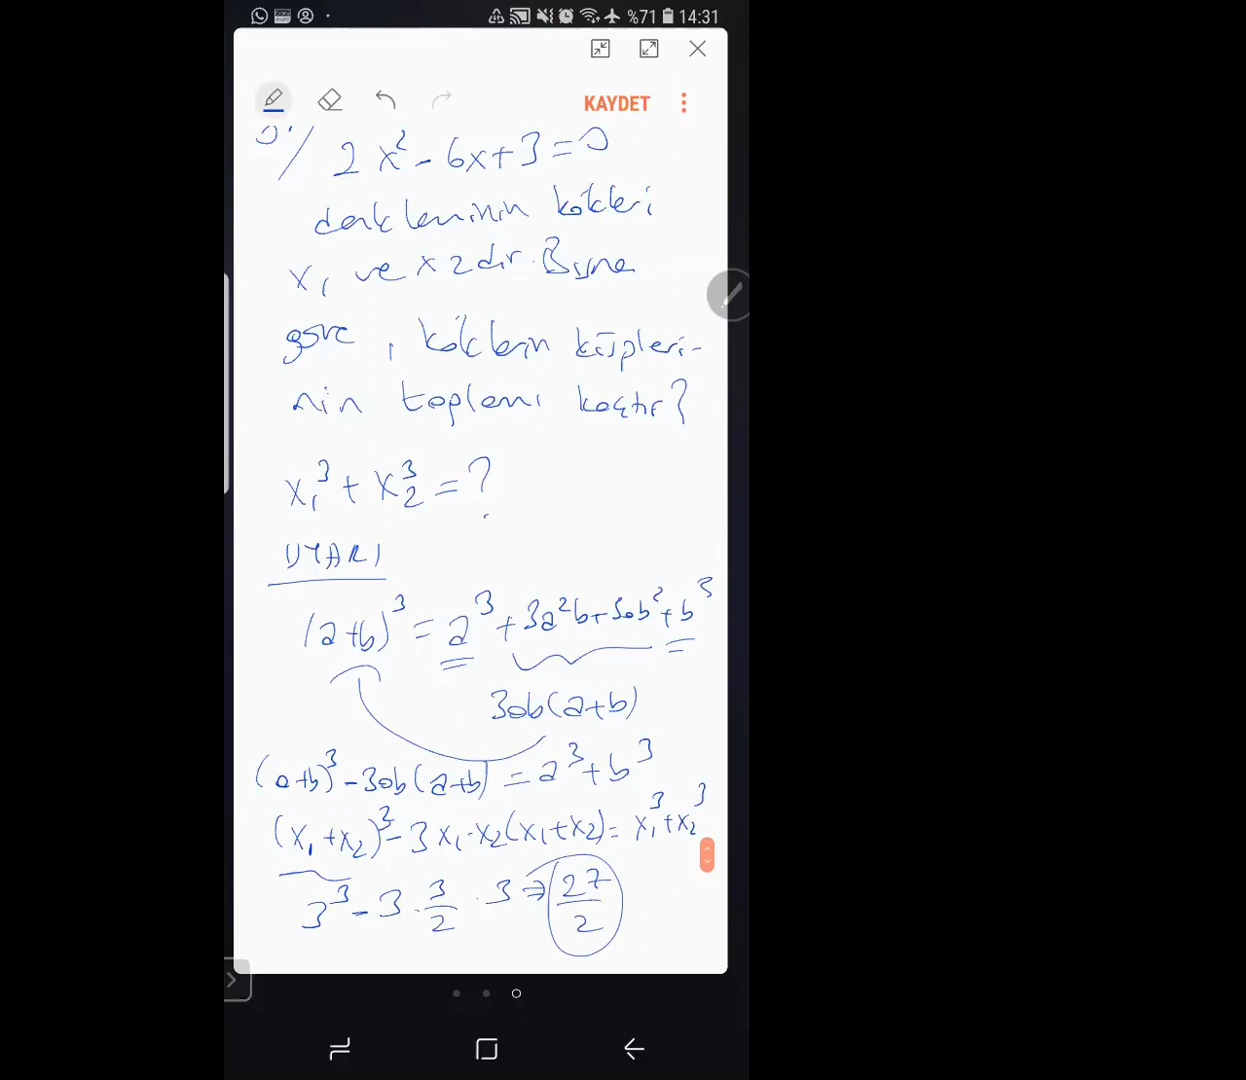 %71 14:31
KAYDET
2x² - 6x + 3 = 0
denkleminin kökleri
x₁ ve x2 dır. Buna
göre, köklerin küpleri-
nin toplamı kaçtır?
x₁³ + x₂³ = ?
UYARI
(a+b)³ = a³ + 3a²b + 3ab² + b³
3ab(a+b)
(a+b)³ - 3ab(a+b) = a³ + b³
(x₁ + x₂)³ - 3x₁·x₂(x₁ + x₂) = x₁³ + x₂³
3³ - 3 · 3/2 · 3 ⇒ 27/2